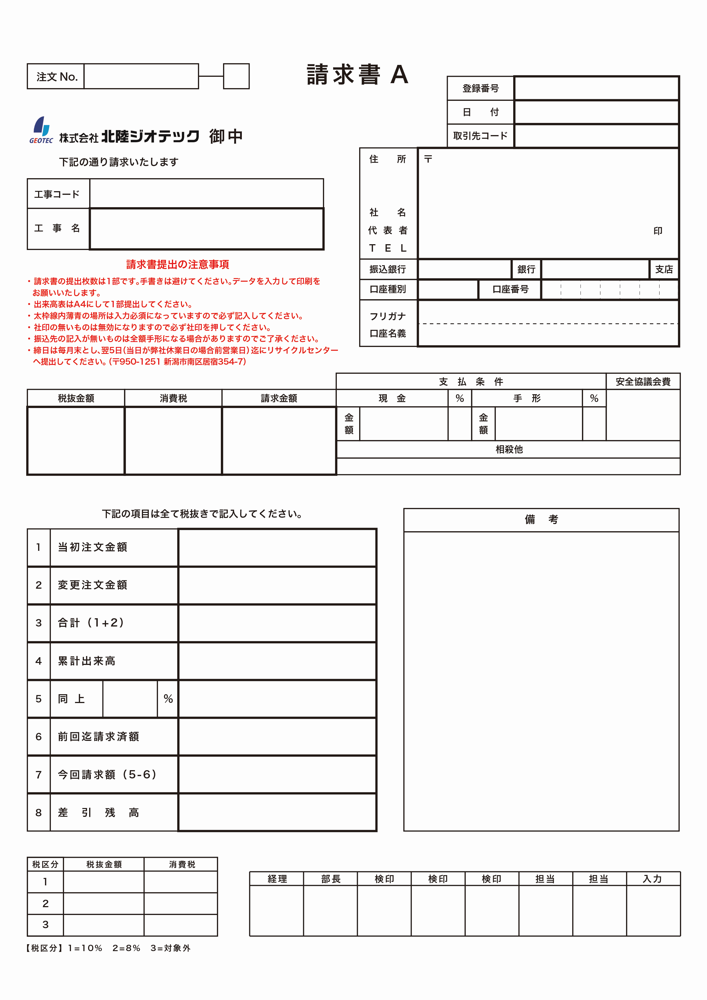 請求書 A
注文 No.
登録番号
日 付
取引先コード
GEOTEC
株式会社 北陸ジオテック 御中
下記の通り請求いたします
工事コード
工 事 名
住 所 〒
社 名
代 表 者 印
T E L
振込銀行 銀行 支店
口座種別 口座番号
フリガナ
口座名義
請求書提出の注意事項
・請求書の提出枚数は1部です。手書きは避けてください。データを入力して印刷を
お願いいたします。
・出来高表はA4にして1部提出してください。
・太枠線内薄青の場所は入力必須になっていますので必ず記入してください。
・社印の無いものは無効になりますので必ず社印を押してください。
・振込先の記入が無いものは全額手形になる場合がありますのでご了承ください。
・締日は毎月末とし、翌5日（当日が弊社休業日の場合前営業日）迄にリサイクルセンター
へ提出してください。（〒950-1251 新潟市南区居宿354-7）
支 払 条 件 安全協議会費
税抜金額 消費税 請求金額 現 金 % 手 形 %
金額 金額
相殺他
下記の項目は全て税抜きで記入してください。
備 考
1 当初注文金額
2 変更注文金額
3 合計（1+2）
4 累計出来高
5 同 上 %
6 前回迄請求済額
7 今回請求額（5-6）
8 差 引 残 高
税区分 税抜金額 消費税
1
2
3
【税区分】1=10% 2=8% 3=対象外
経理 部長 検印 検印 検印 担当 担当 入力